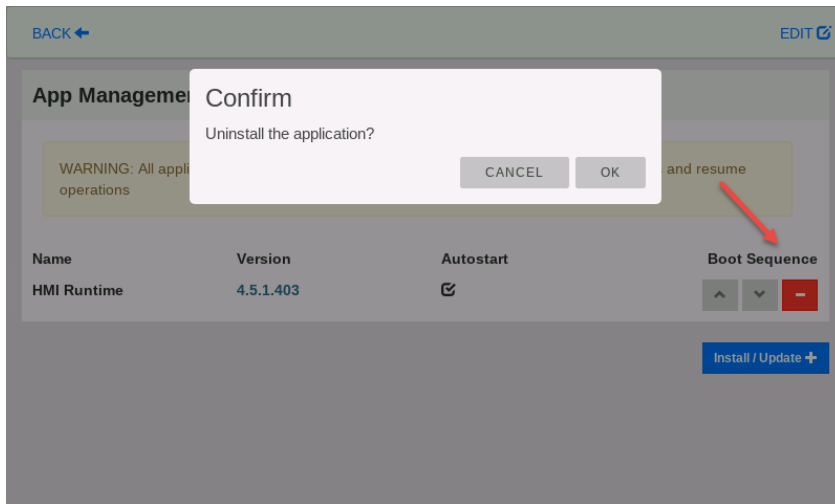 BACK
EDIT
App Manageme
Confirm
Uninstall the application?
CANCEL
OK
WARNING: All appli
and resume
operations
Name Version Autostart Boot Sequence
HMI Runtime 4.5.1.403
Install / Update